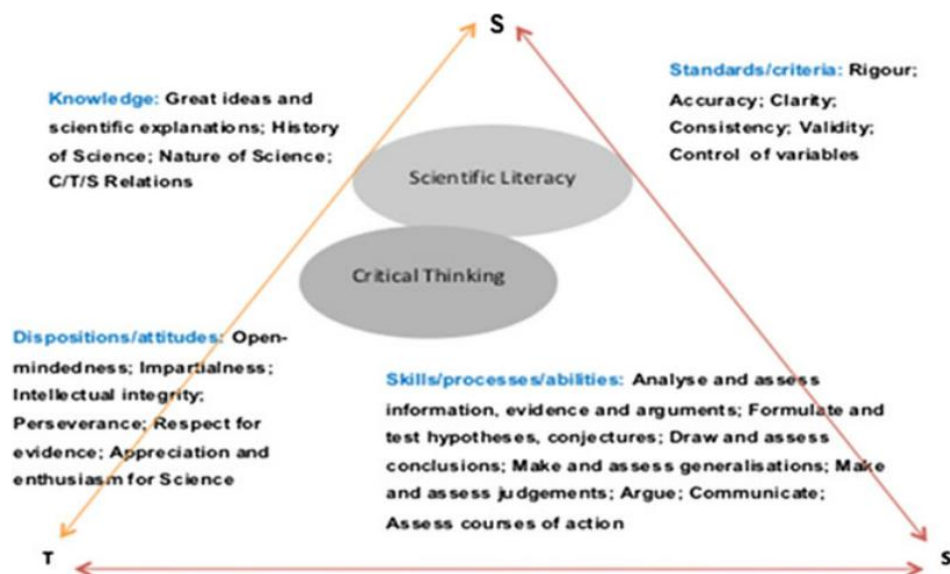 S
Knowledge: Great ideas and
scientific explanations; History
of Science; Nature of Science;
C/T/S Relations
Standards/criteria: Rigour;
Accuracy; Clarity;
Consistency; Validity;
Control of variables
Scientific Literacy
Critical Thinking
Dispositions/attitudes: Open-
mindedness; Impartialness;
Intellectual integrity;
Perseverance; Respect for
evidence; Appreciation and
enthusiasm for Science
Skills/processes/abilities: Analyse and assess
information, evidence and arguments; Formulate and
test hypotheses, conjectures; Draw and assess
conclusions; Make and assess generalisations; Make
and assess judgements; Argue; Communicate;
Assess courses of action
T
S